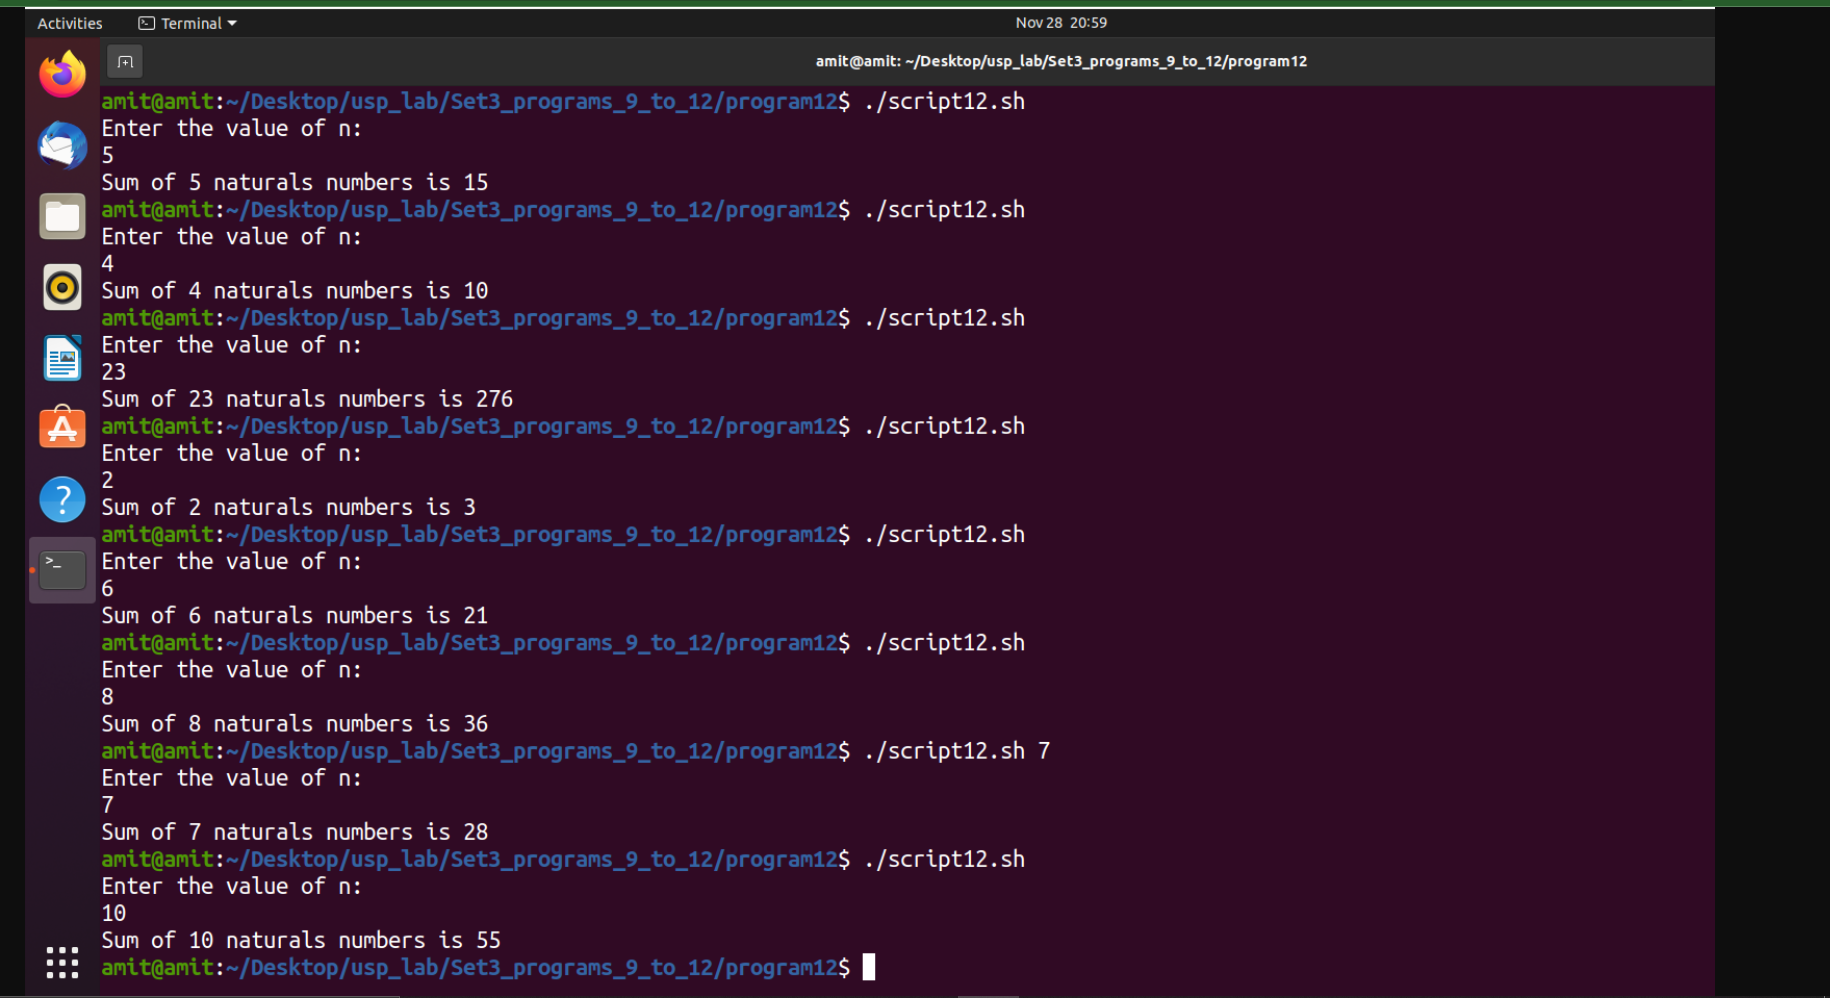 Activities Terminal Nov 28 20:59
amit@amit: ~/Desktop/usp_lab/Set3_programs_9_to_12/program12
amit@amit:~/Desktop/usp_lab/Set3_programs_9_to_12/program12$ ./script12.sh
Enter the value of n:
5
Sum of 5 naturals numbers is 15
amit@amit:~/Desktop/usp_lab/Set3_programs_9_to_12/program12$ ./script12.sh
Enter the value of n:
4
Sum of 4 naturals numbers is 10
amit@amit:~/Desktop/usp_lab/Set3_programs_9_to_12/program12$ ./script12.sh
Enter the value of n:
23
Sum of 23 naturals numbers is 276
amit@amit:~/Desktop/usp_lab/Set3_programs_9_to_12/program12$ ./script12.sh
Enter the value of n:
2
Sum of 2 naturals numbers is 3
amit@amit:~/Desktop/usp_lab/Set3_programs_9_to_12/program12$ ./script12.sh
Enter the value of n:
6
Sum of 6 naturals numbers is 21
amit@amit:~/Desktop/usp_lab/Set3_programs_9_to_12/program12$ ./script12.sh
Enter the value of n:
8
Sum of 8 naturals numbers is 36
amit@amit:~/Desktop/usp_lab/Set3_programs_9_to_12/program12$ ./script12.sh 7
Enter the value of n:
7
Sum of 7 naturals numbers is 28
amit@amit:~/Desktop/usp_lab/Set3_programs_9_to_12/program12$ ./script12.sh
Enter the value of n:
10
Sum of 10 naturals numbers is 55
amit@amit:~/Desktop/usp_lab/Set3_programs_9_to_12/program12$